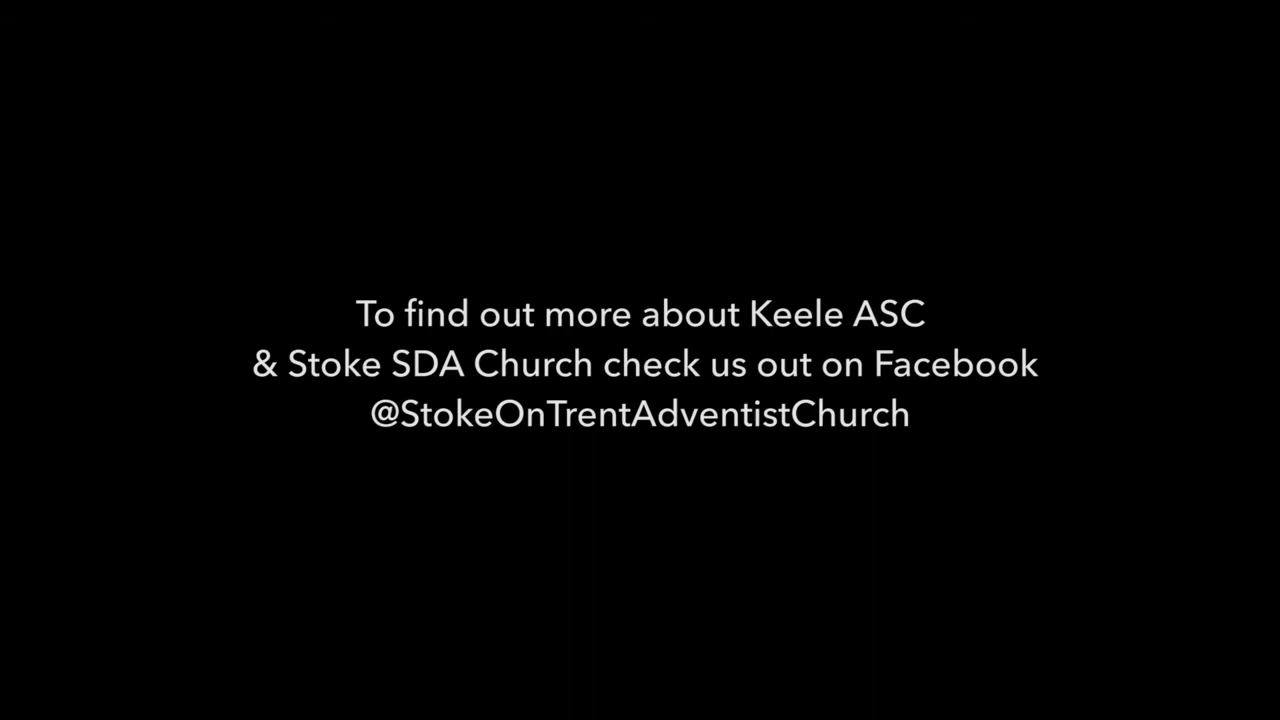 To find out more about Keele ASC
& Stoke SDA Church check us out on Facebook
@StokeOnTrentAdventistChurch